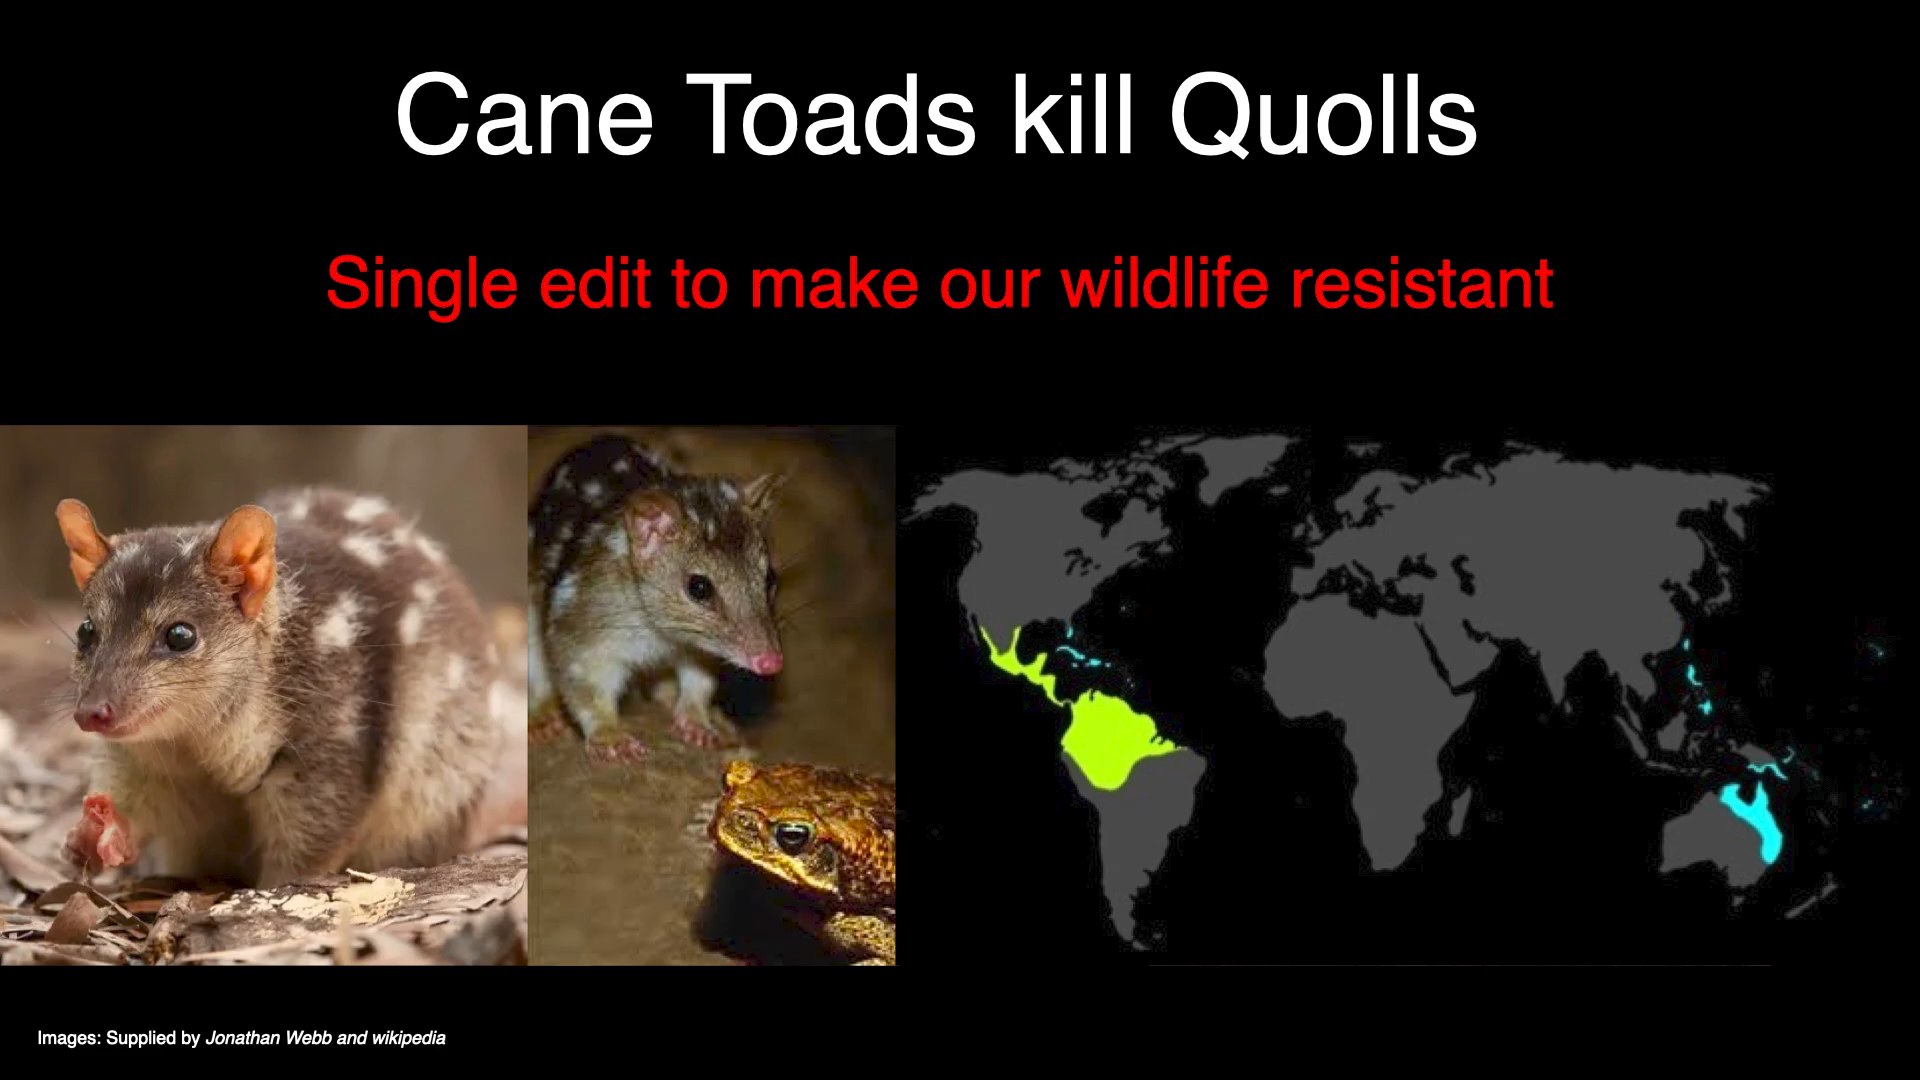 Cane Toads kill Quolls
Single edit to make our wildlife resistant
Images: Supplied by Jonathan Webb and wikipedia